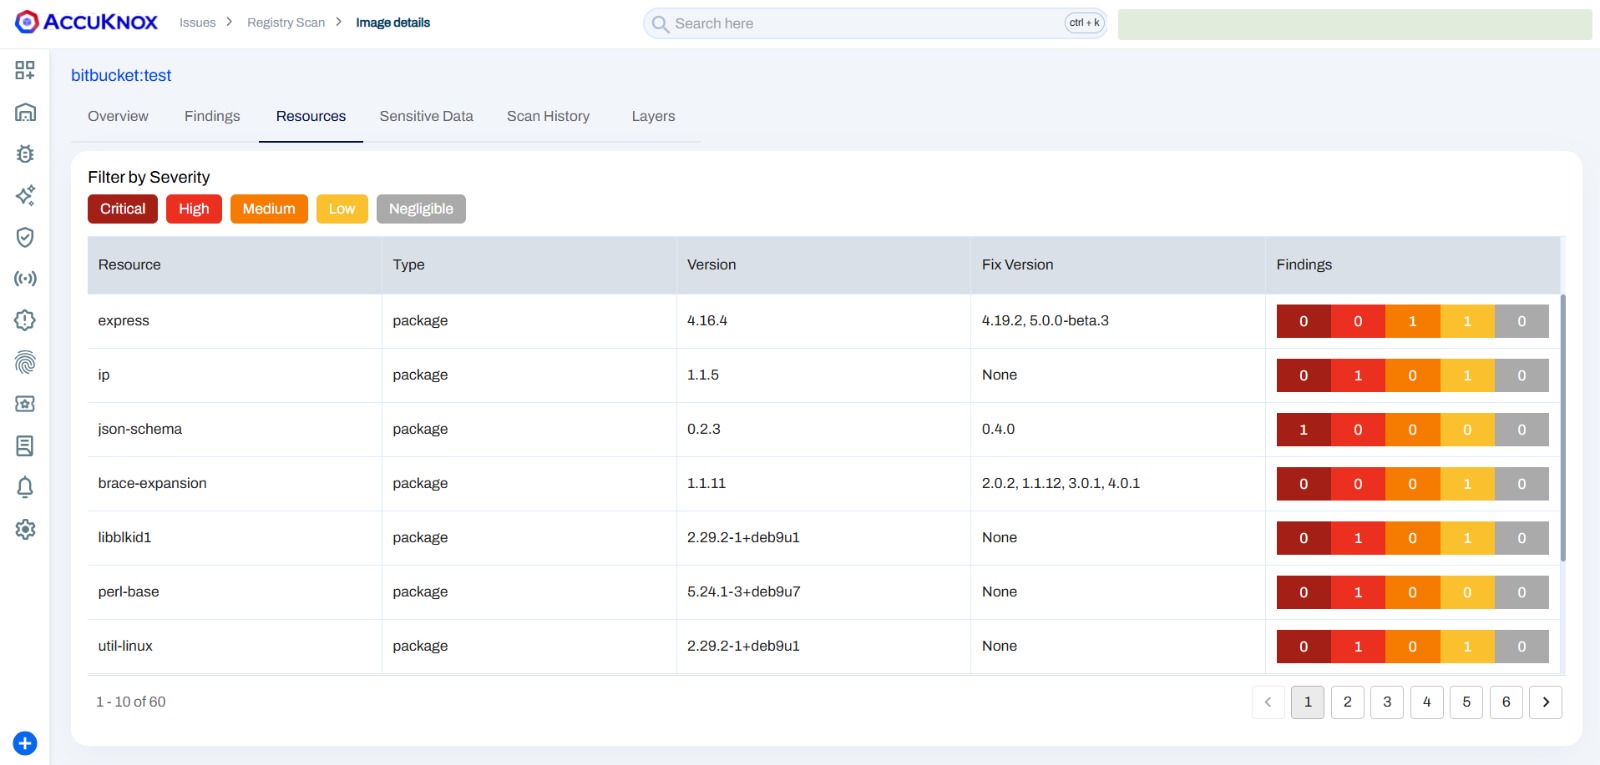 ACCUKNOX Issues > Registry Scan > Image details Search here ctrl + k
bitbucket:test
Overview Findings Resources Sensitive Data Scan History Layers
Filter by Severity
Critical High Medium Low Negligible
Resource Type Version Fix Version Findings
express package 4.16.4 4.19.2, 5.0.0-beta.3 0 0 1 1 0
ip package 1.1.5 None 0 1 0 1 0
json-schema package 0.2.3 0.4.0 1 0 0 0 0
brace-expansion package 1.1.11 2.0.2, 1.1.12, 3.0.1, 4.0.1 0 0 0 1 0
libblkid1 package 2.29.2-1+deb9u1 None 0 1 0 1 0
perl-base package 5.24.1-3+deb9u7 None 0 1 0 0 0
util-linux package 2.29.2-1+deb9u1 None 0 1 0 1 0
1 - 10 of 60 < 1 2 3 4 5 6 >